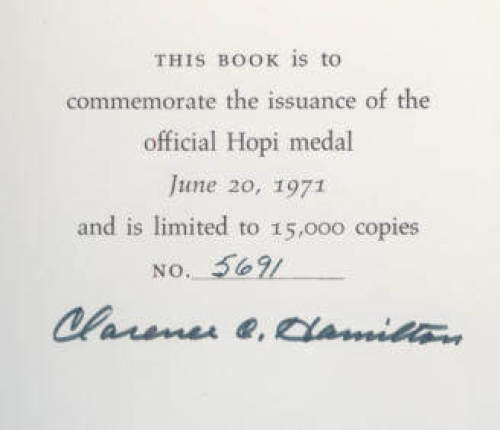 THIS BOOK is to
commemorate the issuance of the
official Hopi medal
June 20, 1971
and is limited to 15,000 copies
NO. 5691
Clarence C. Hamilton